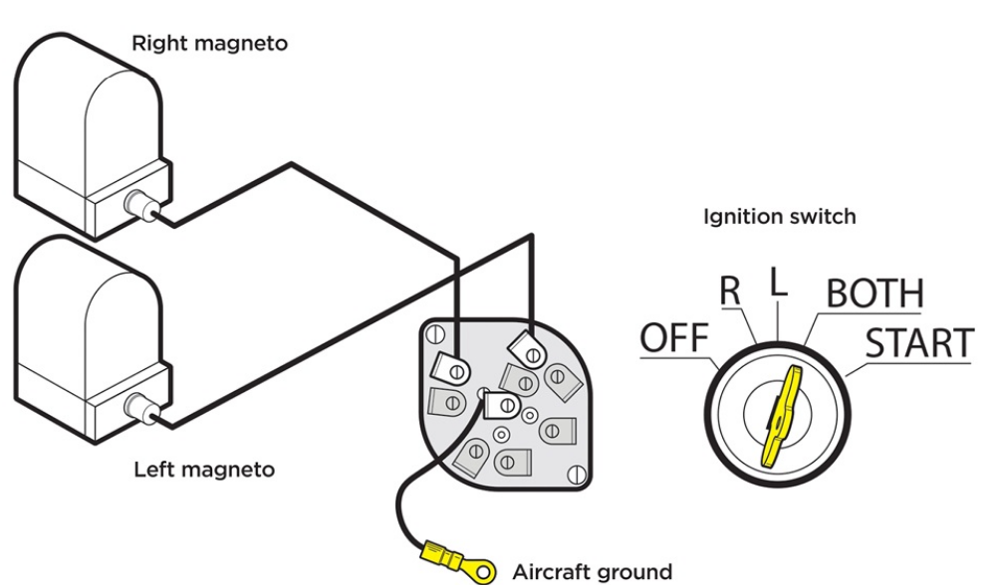 Right magneto
Ignition switch
R
L
BOTH
OFF
START
Left magneto
Aircraft ground